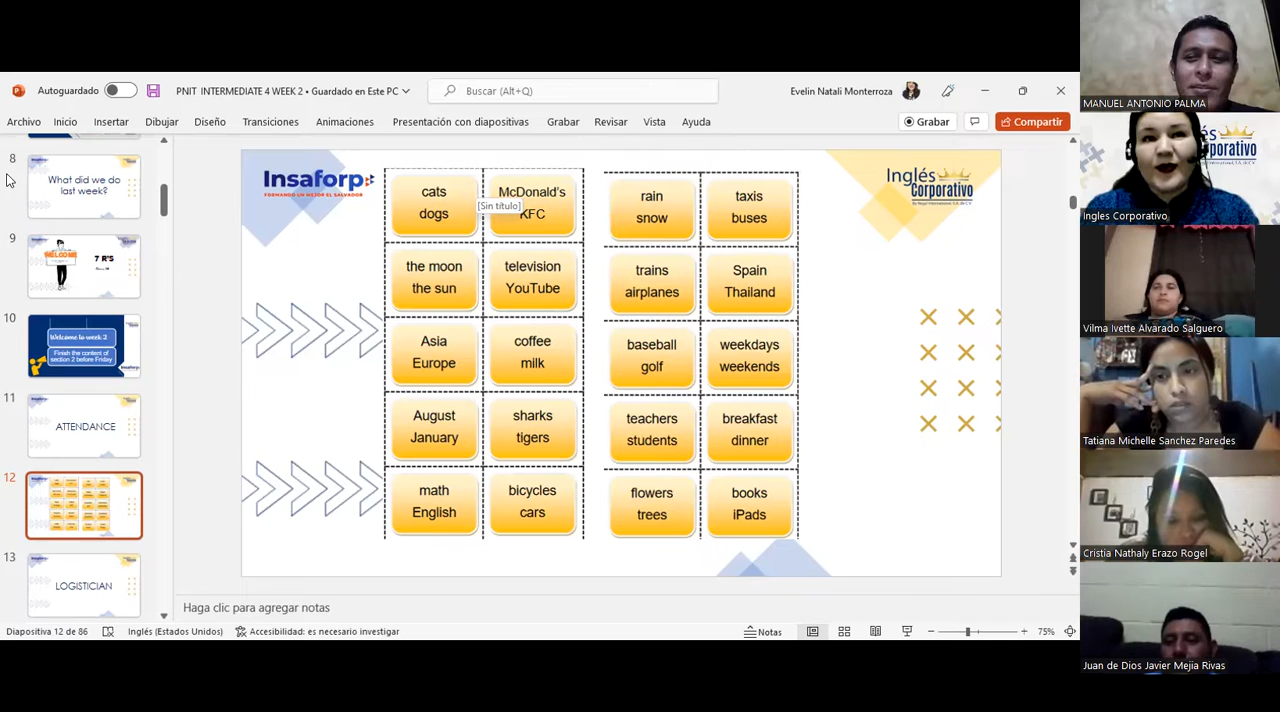 Autoguardado
PNIT INTERMEDIATE 4 WEEK 2 • Guardado en Este PC
Buscar (Alt+Q)
Evelin Natali Monterroza
Archivo Inicio Insertar Dibujar Diseño Transiciones Animaciones Presentación con diapositivas Grabar Revisar Vista Ayuda
Grabar
Compartir
8
What did we do
last week?
9
WELCOME
7 R'S
10
Welcome to week 2
Finish the content of
section 2 before Friday
11
ATTENDANCE
12
13
LOGISTICIAN
Insaforp
FORMANDO UN MEJOR EL SALVADOR
Inglés
Corporativo
cats
dogs
McDonald's
KFC
[Sin título]
rain
snow
taxis
buses
the moon
the sun
television
YouTube
trains
airplanes
Spain
Thailand
Asia
Europe
coffee
milk
baseball
golf
weekdays
weekends
August
January
sharks
tigers
teachers
students
breakfast
dinner
math
English
bicycles
cars
flowers
trees
books
iPads
Haga clic para agregar notas
Diapositiva 12 de 86
Inglés (Estados Unidos)
Accesibilidad: es necesario investigar
Notas
75%
MANUEL ANTONIO PALMA
Ingles Corporativo
Vilma Ivette Alvarado Salguero
Tatiana Michelle Sanchez Paredes
Cristia Nathaly Erazo Rogel
Juan de Dios Javier Mejia Rivas